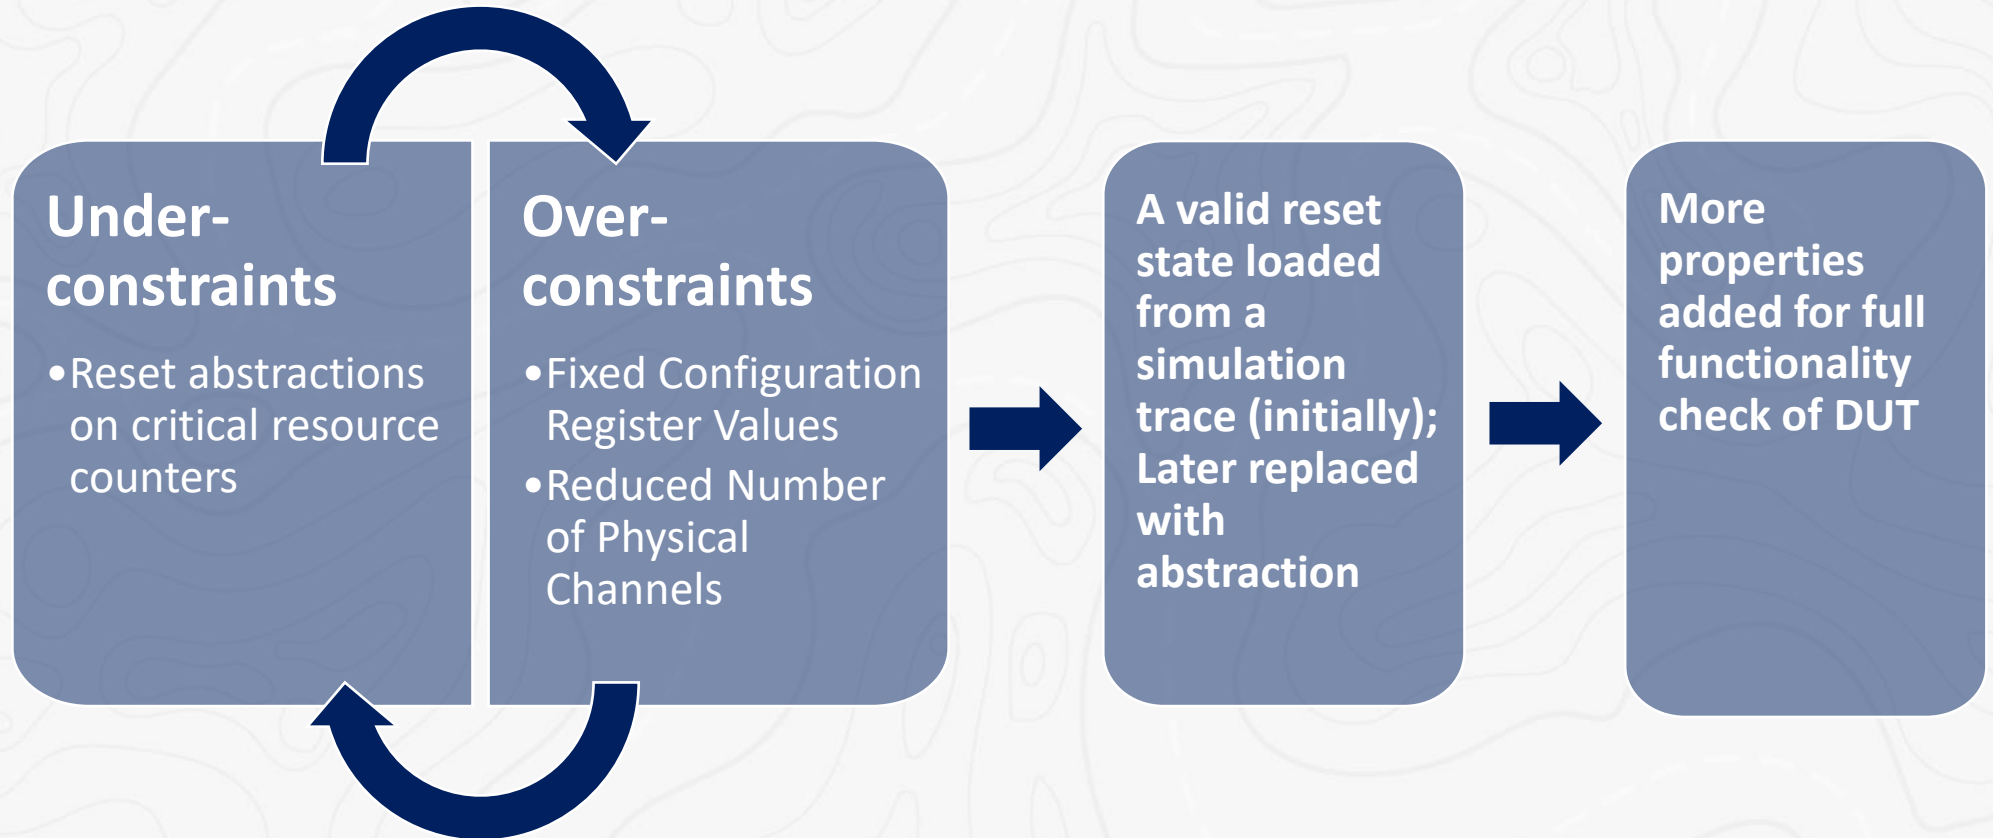 Under-
constraints
•Reset abstractions
on critical resource
counters
Over-
constraints
•Fixed Configuration
Register Values
•Reduced Number
of Physical
Channels
A valid reset
state loaded
from a
simulation
trace (initially);
Later replaced
with
abstraction
More
properties
added for full
functionality
check of DUT